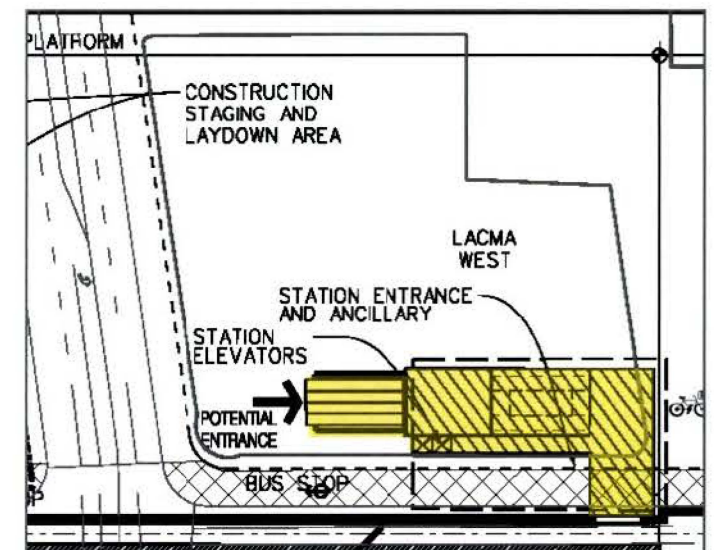 PLATFORM
CONSTRUCTION
STAGING AND
LAYDOWN AREA
LACMA
WEST
STATION ENTRANCE
AND ANCILLARY
STATION
ELEVATORS
POTENTIAL
ENTRANCE
BUS STOP